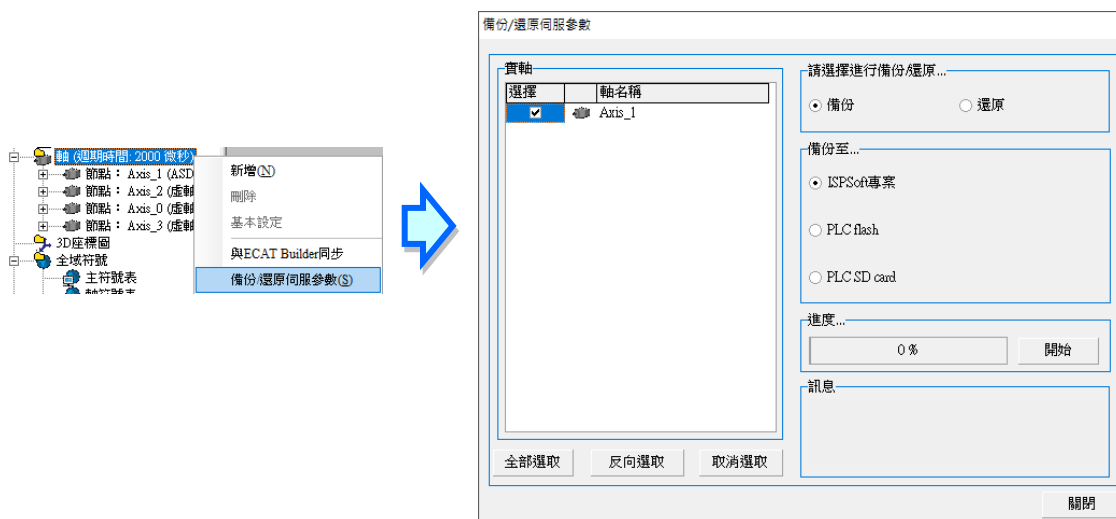 軸 (週期時間: 2000 微秒)
節點： Axis_1 (ASD
節點： Axis_2 (虛軸
節點： Axis_0 (虛軸
節點： Axis_3 (虛軸
3D座標圖
全域符號
主符號表
軸符號表
新增(N)
刪除
基本設定
與ECAT Builder同步
備份/還原伺服參數(S)
備份/還原伺服參數
實軸
選擇 軸名稱
Axis_1
全部選取 反向選取 取消選取
請選擇進行備份/還原...
備份 還原
備份至...
ISPSoft專案
PLC flash
PLC SD card
進度...
0 % 開始
訊息
關閉